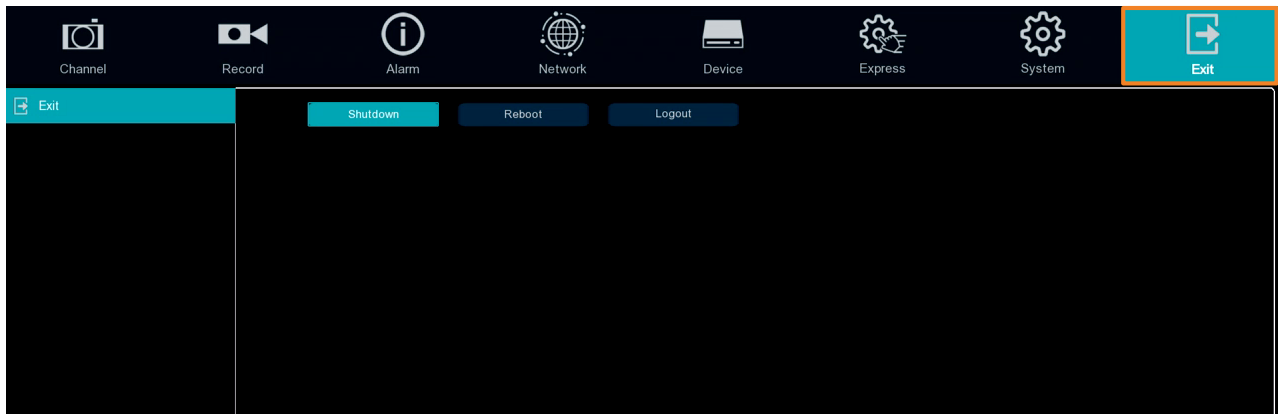 Channel
Record
Alarm
Network
Device
Express
System
Exit
Exit
Shutdown
Reboot
Logout